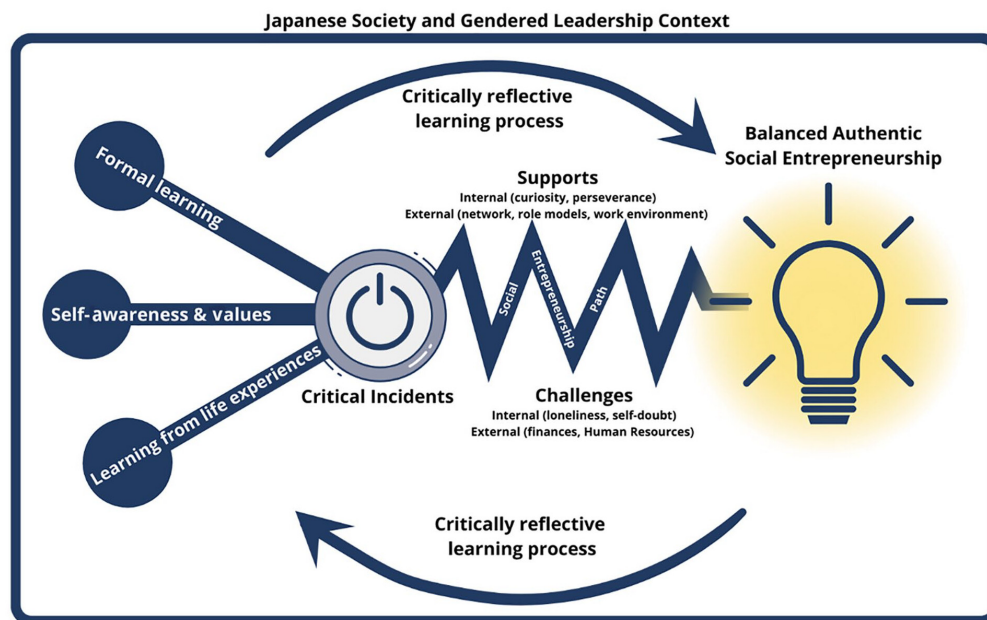 Japanese Society and Gendered Leadership Context
Critically reflective
learning process
Balanced Authentic
Social Entrepreneurship
Formal learning
Self-awareness & values
Learning from life experiences
Critical Incidents
Supports
Internal (curiosity, perseverance)
External (network, role models, work environment)
Social
Entrepreneurship
Path
Challenges
Internal (loneliness, self-doubt)
External (finances, Human Resources)
Critically reflective
learning process